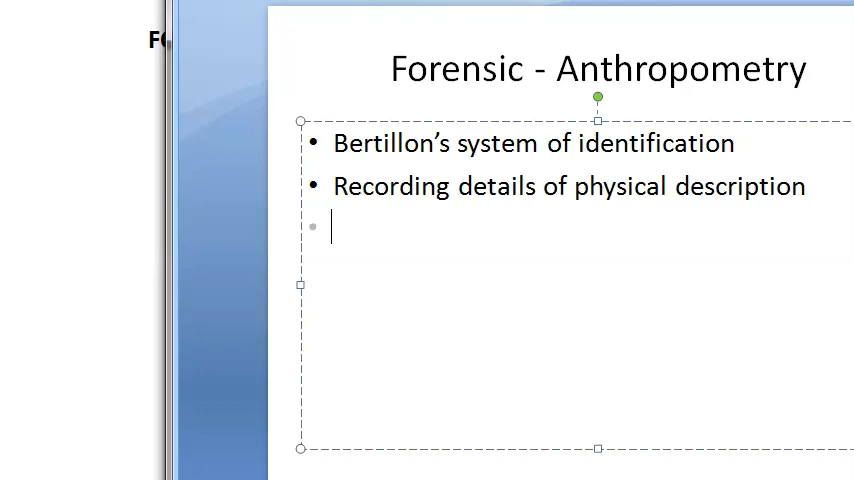 Forensic - Anthropometry
• Bertillon’s system of identification
• Recording details of physical description